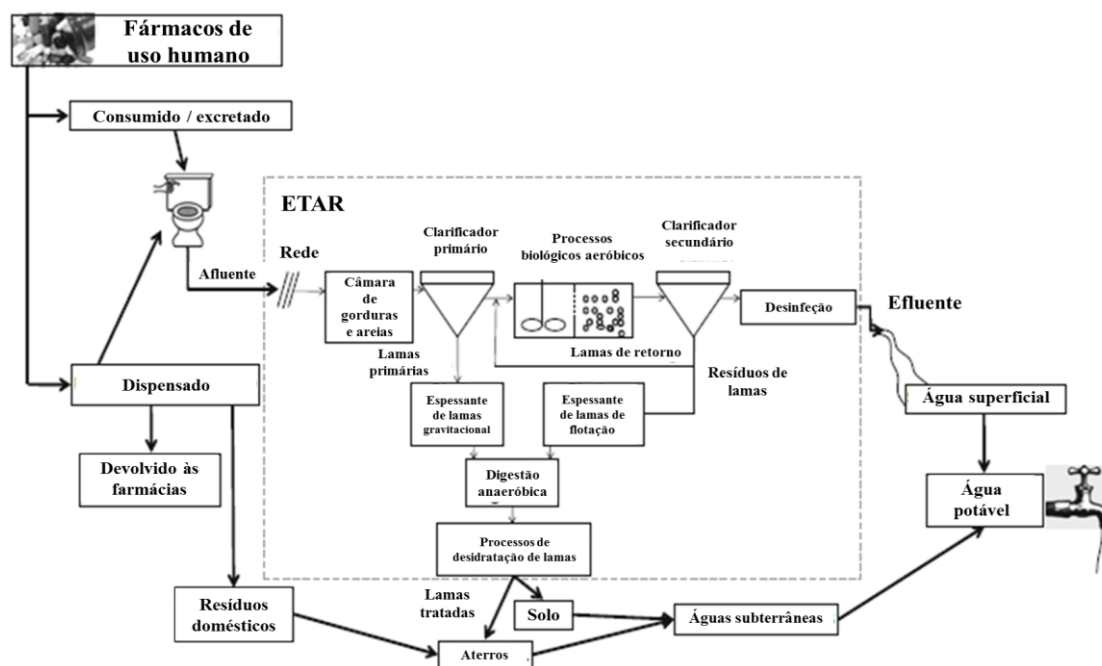 Fármacos de
uso humano
Consumido / excretado
ETAR
Rede
Afluente
Câmara
de
gorduras
e areias
Clarificador
primário
Processos
biológicos aeróbicos
Clarificador
secundário
Desinfeção
Efluente
Lamas
primárias
Lamas de retorno
Resíduos
de lamas
Dispensado
Espessante
de lamas
gravitacional
Espessante
de lamas de
flotação
Água superficial
Devolvido às
farmácias
Digestão
anaeróbica
Água
potável
Processos de
desidratação de lamas
Resíduos
domésticos
Lamas
tratadas
Solo
Águas subterrâneas
Aterros